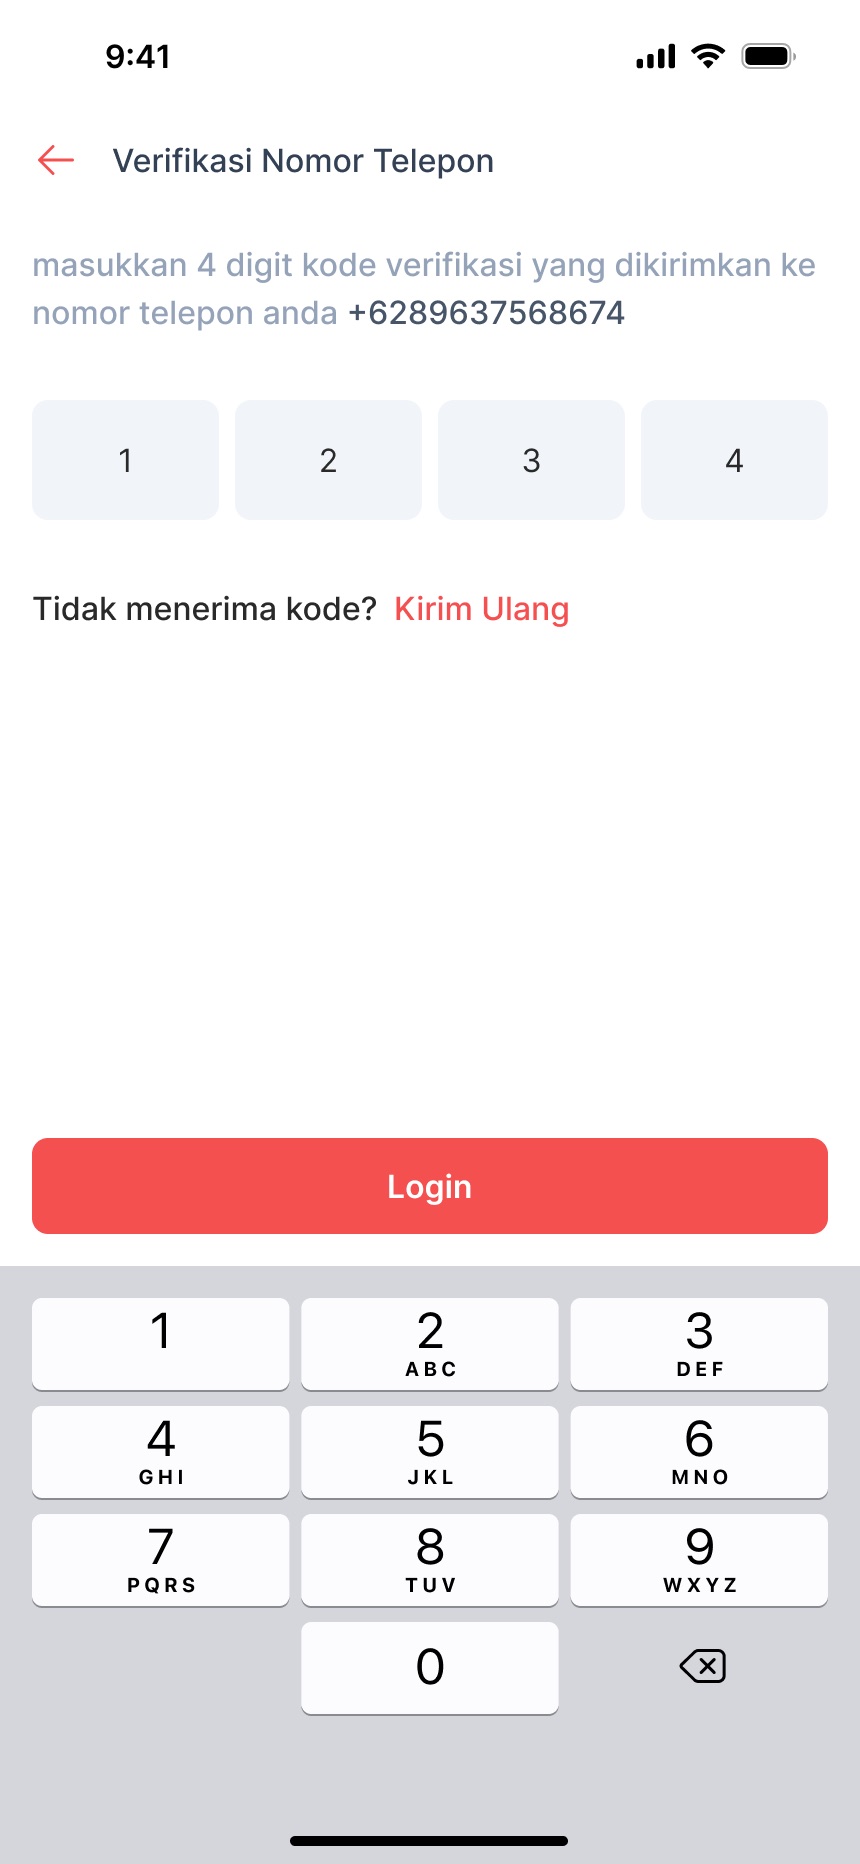 9:41
Verifikasi Nomor Telepon
masukkan 4 digit kode verifikasi yang dikirimkan ke
nomor telepon anda +6289637568674
1 2 3 4
Tidak menerima kode? Kirim Ulang
Login
1 2 3
ABC DEF
4 5 6
GHI JKL MNO
7 8 9
PQRS TUV WXYZ
0